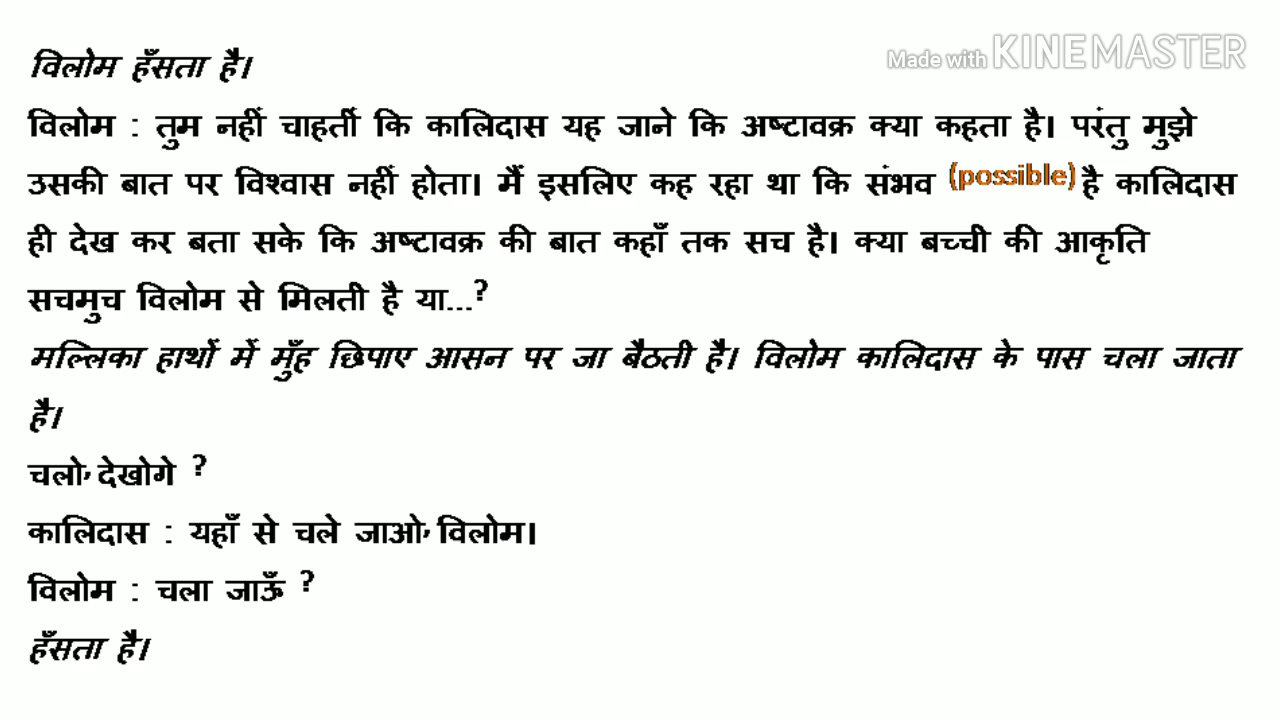 Made with KINEMASTER
विलोम हँसता है।
विलोम : तुम नहीं चाहतीं कि कालिदास यह जाने कि अष्टावक्र क्या कहता है। परंतु मुझे
उसकी बात पर विश्वास नहीं होता। मैं इसलिए कह रहा था कि संभव (possible) है कालिदास
ही देख कर बता सके कि अष्टावक्र की बात कहाँ तक सच है। क्या बच्ची की आकृति
सचमुच विलोम से मिलती है या...?
मल्लिका हाथों में मुँह छिपाए आसन पर जा बैठती है। विलोम कालिदास के पास चला जाता
है।
चलो, देखोगे ?
कालिदास : यहाँ से चले जाओ, विलोम।
विलोम : चला जाऊँ ?
हँसता है।